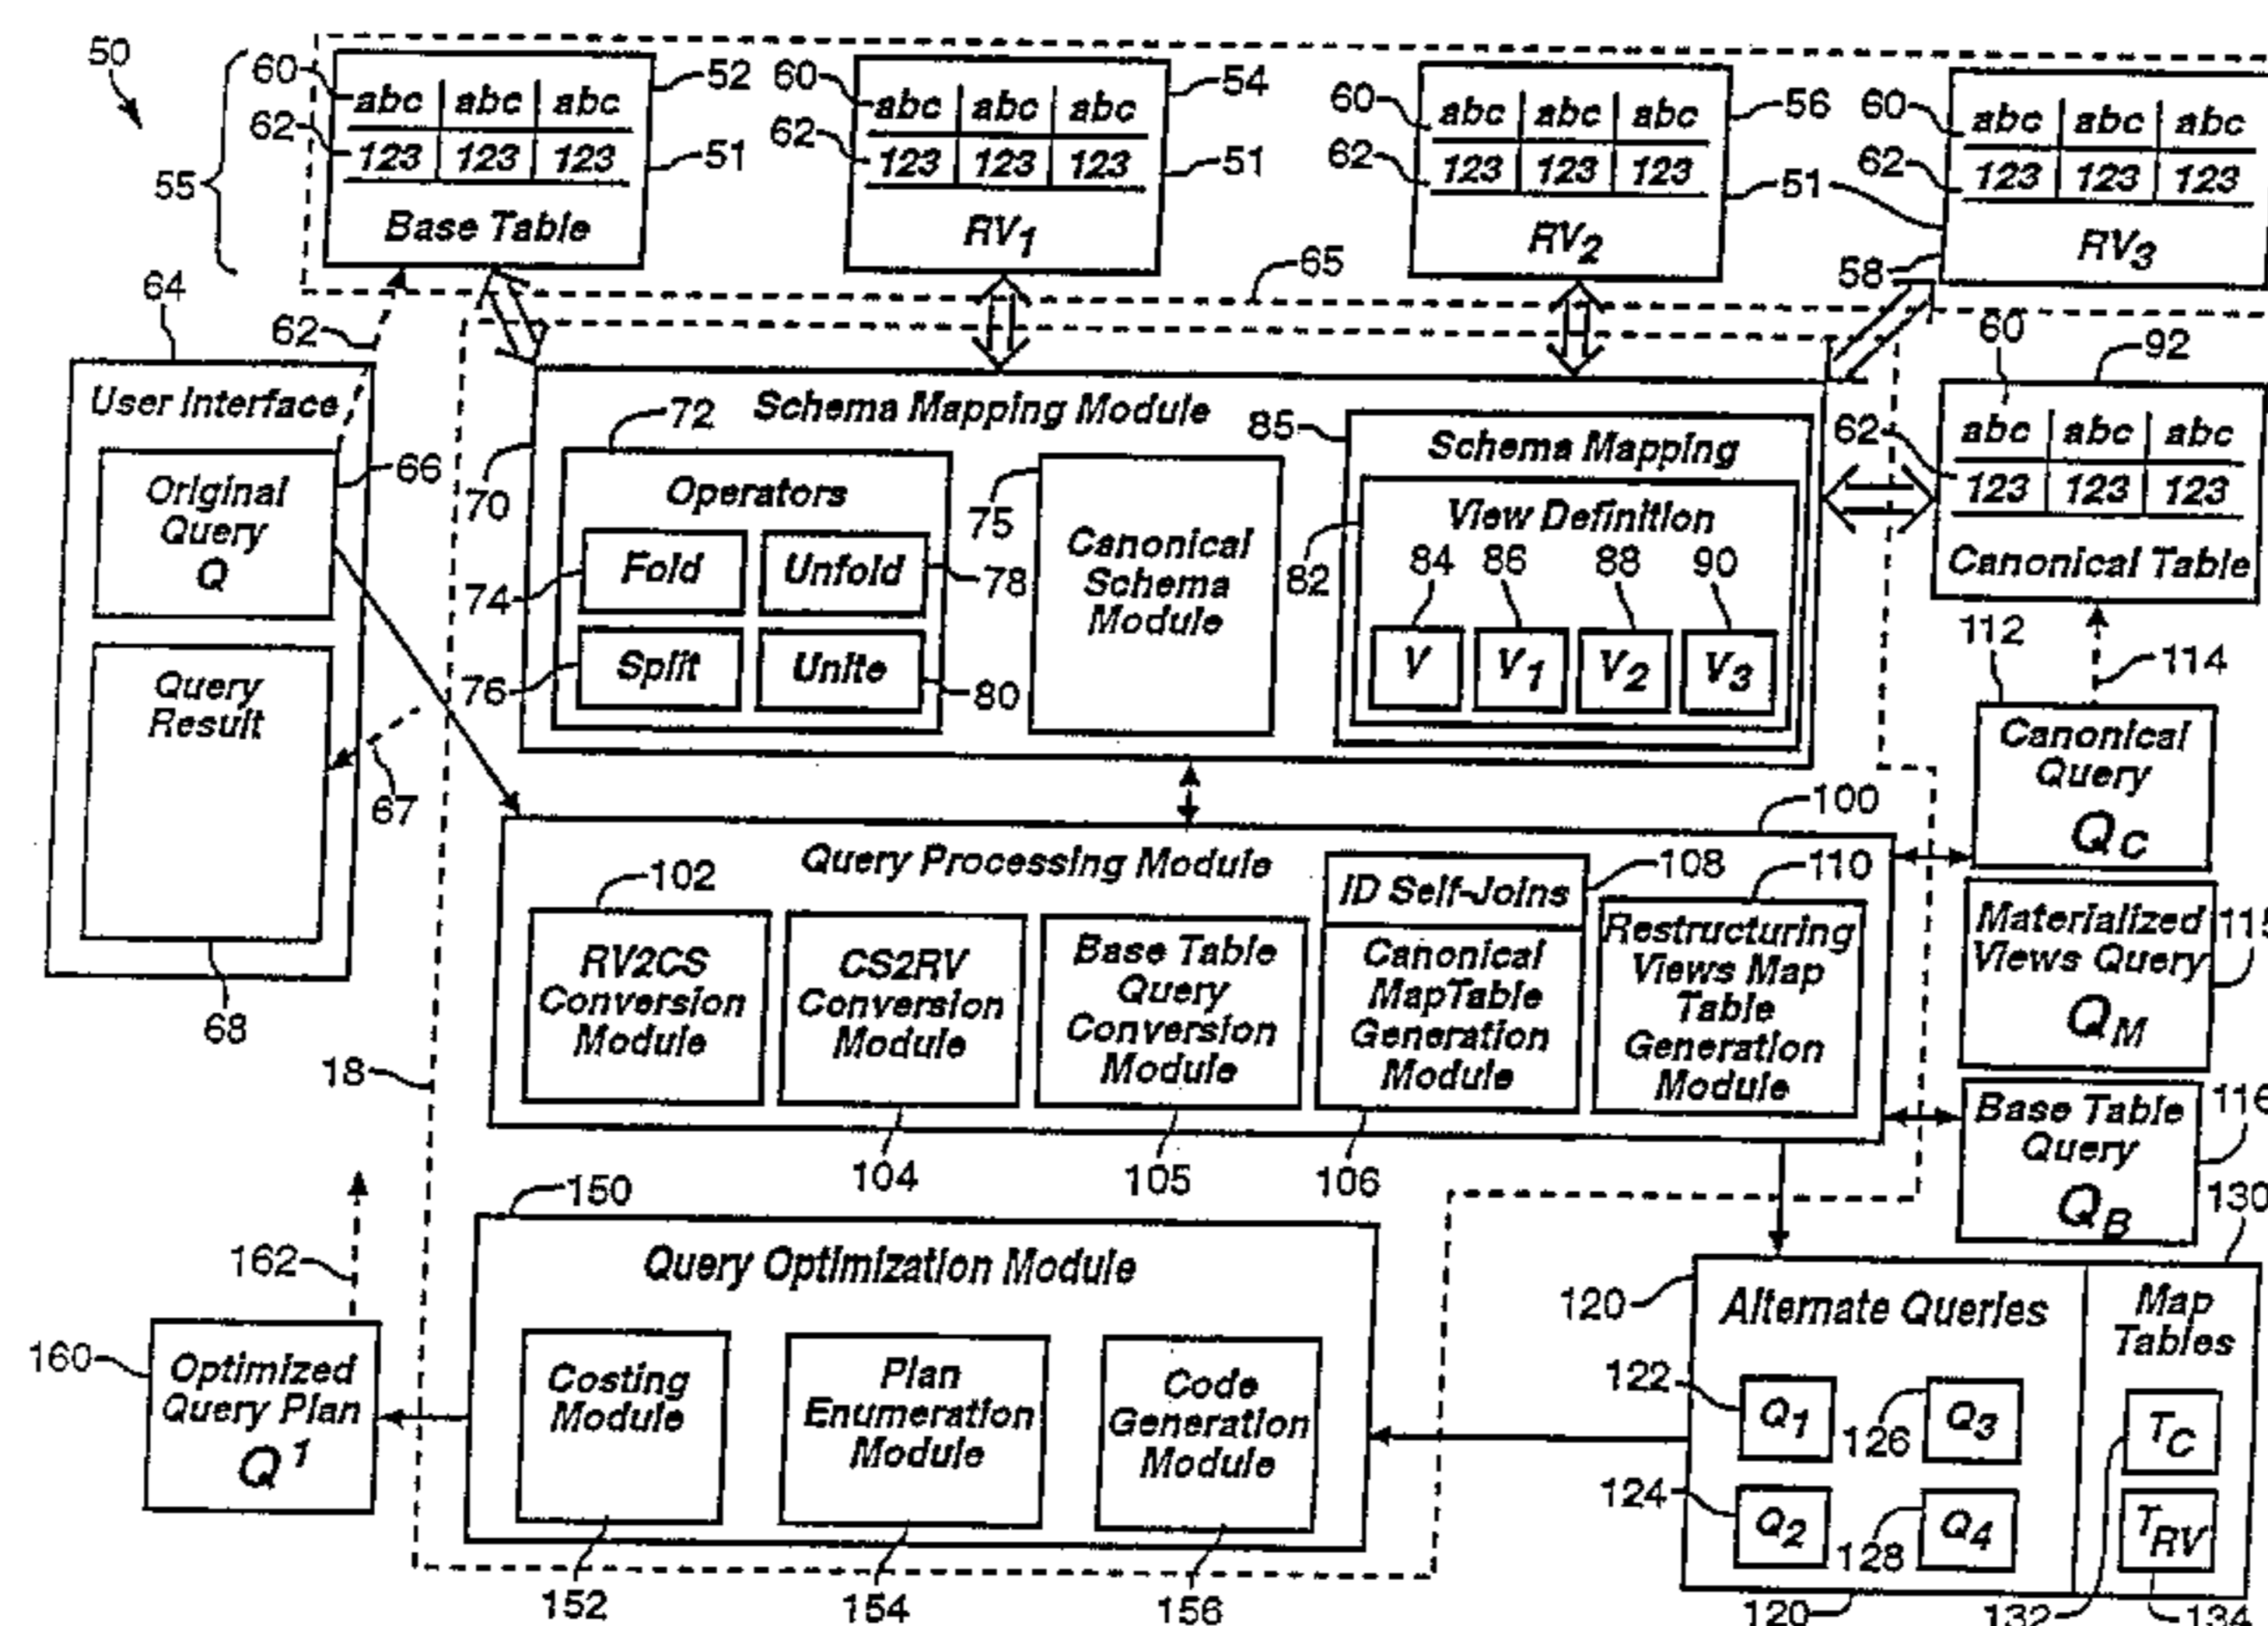 50
55
60 abc abc abc 52
62 123 123 123 51
Base Table
60 abc abc abc 54
62 123 123 123 51
RV1
60 abc abc abc 56
62 123 123 123 51
RV2
60 abc abc abc
62 123 123 123
RV3
58
65
64
62
User Interface
Original
Query
Q
66
Query
Result
67
68
70
Schema Mapping Module
72
Operators
74 Fold
Unfold 78
76 Split
Unite 80
75
Canonical
Schema
Module
85
Schema Mapping
82
View Definition
84 86 88 90
V V1 V2 V3
60
92
62 abc abc abc
123 123 123
Canonical Table
112
114
Canonical
Query
QC
Materialized
Views Query
QM
115
Base Table
Query
QB
116
100
Query Processing Module
102
RV2CS
Conversion
Module
CS2RV
Conversion
Module
104
Base Table
Query
Conversion
Module
105
ID Self-Joins
108
Canonical
MapTable
Generation
Module
106
110
Restructuring
Views Map
Table
Generation
Module
18
150
Query Optimization Module
Costing
Module
152
Plan
Enumeration
Module
154
Code
Generation
Module
156
162
160
Optimized
Query Plan
Q1
120
Alternate Queries
122 Q1
126 Q3
124 Q2
128 Q4
120
130
Map
Tables
TC
132
TRV
134